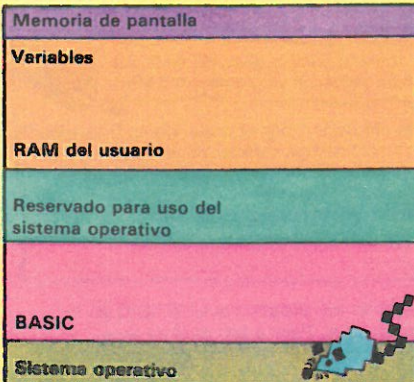 Memoria de pantalla
Variables
RAM del usuario
Reservado para uso del
sistema operativo
BASIC
Sistema operativo